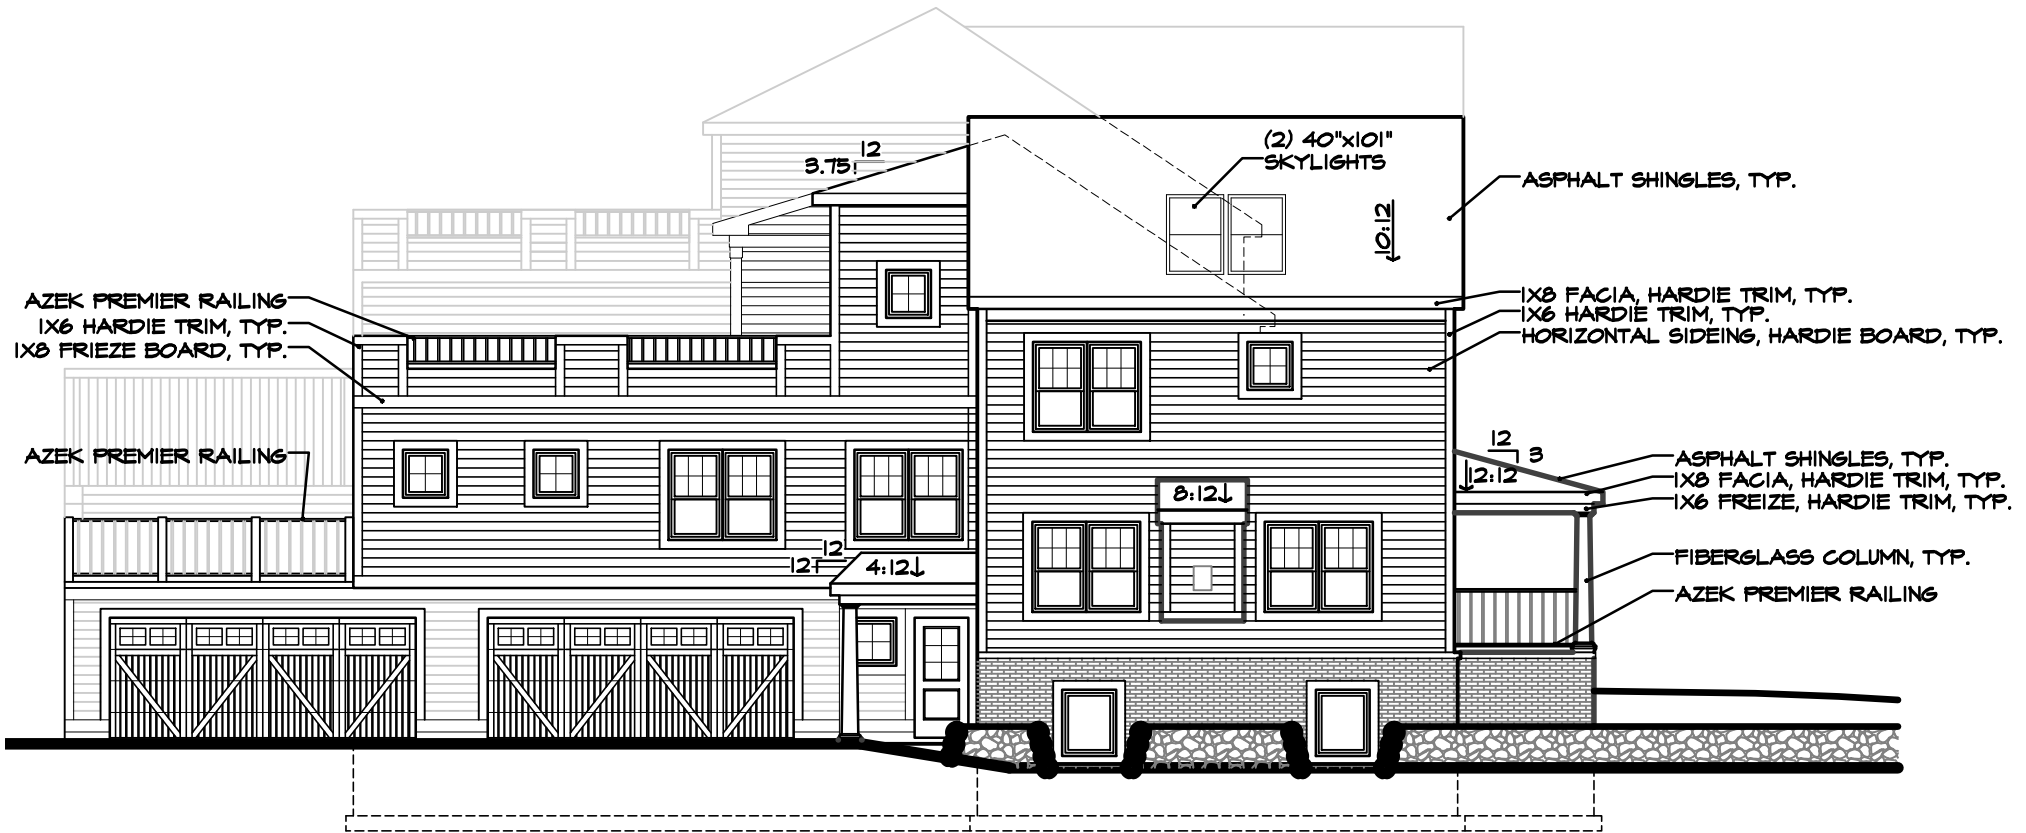 (2) 40"x101"
SKYLIGHTS
12
3.75
ASPHALT SHINGLES, TYP.
10:12
AZEK PREMIER RAILING
1X6 HARDIE TRIM, TYP.
1X8 FRIEZE BOARD, TYP.
1X8 FACIA, HARDIE TRIM, TYP.
1X6 HARDIE TRIM, TYP.
HORIZONTAL SIDEING, HARDIE BOARD, TYP.
AZEK PREMIER RAILING
12
3
12:12
ASPHALT SHINGLES, TYP.
1X8 FACIA, HARDIE TRIM, TYP.
1X6 FREIZE, HARDIE TRIM, TYP.
8:12
12
12
4:12
FIBERGLASS COLUMN, TYP.
AZEK PREMIER RAILING